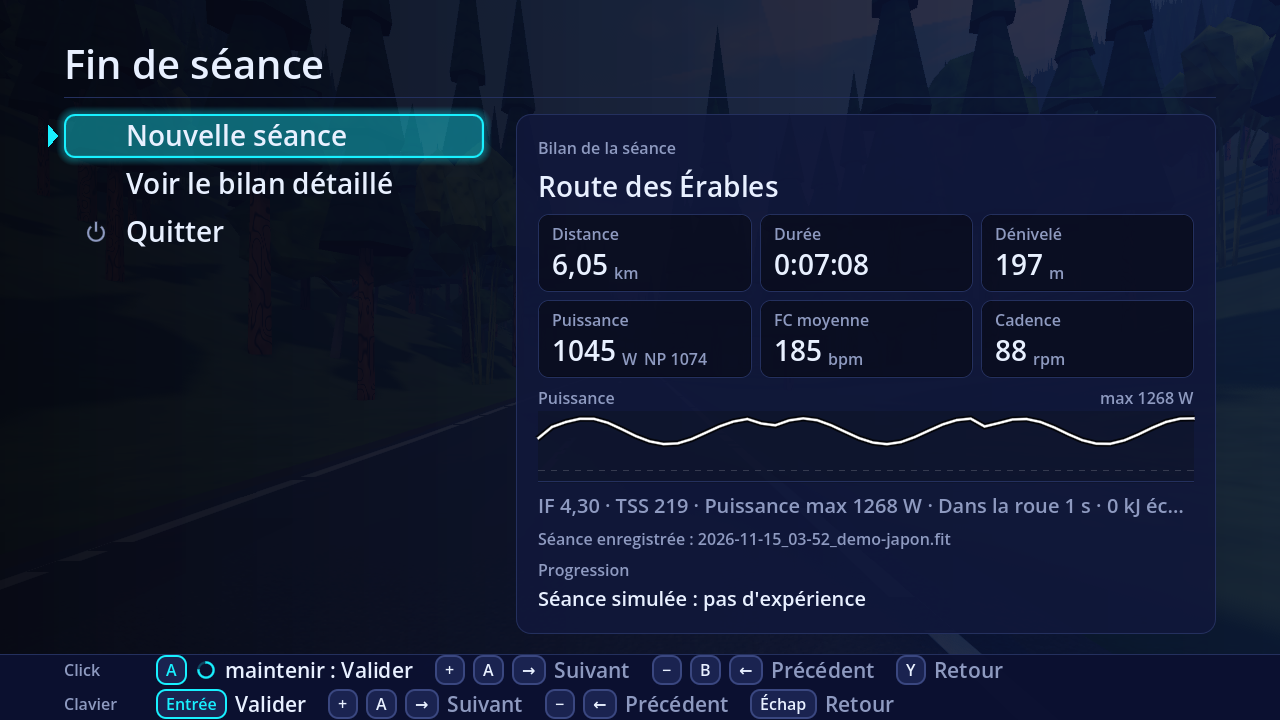 Fin de séance
Nouvelle séance
Voir le bilan détaillé
Quitter
Bilan de la séance
Route des Érables
Distance
6,05 km
Durée
0:07:08
Dénivelé
197 m
Puissance
1045 W NP 1074
FC moyenne
185 bpm
Cadence
88 rpm
Puissance
max 1268 W
IF 4,30 · TSS 219 · Puissance max 1268 W · Dans la roue 1 s · 0 kJ éc…
Séance enregistrée : 2026-11-15_03-52_demo-japon.fit
Progression
Séance simulée : pas d'expérience
Click A maintenir : Valider + A → Suivant − B ← Précédent Y Retour
Clavier Entrée Valider + A → Suivant − ← Précédent Échap Retour